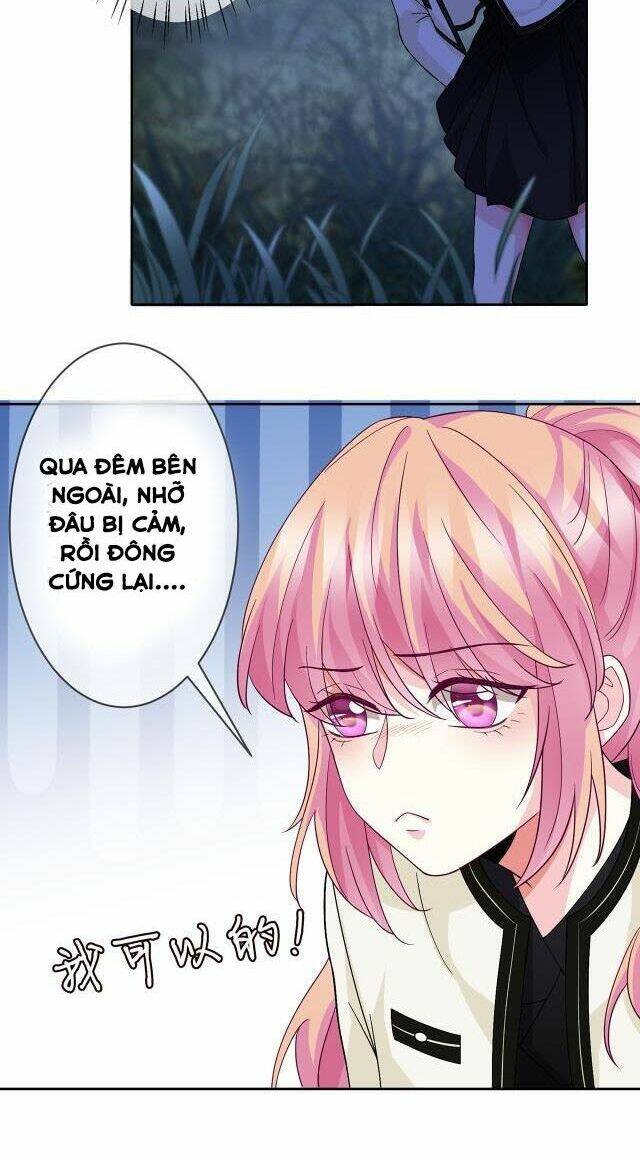 QUA ĐÊM BÊN
NGOÀI, NHỠ
ĐÂU BỊ CẢM,
RỒI ĐÔNG
CỨNG LẠI....
我可以的!